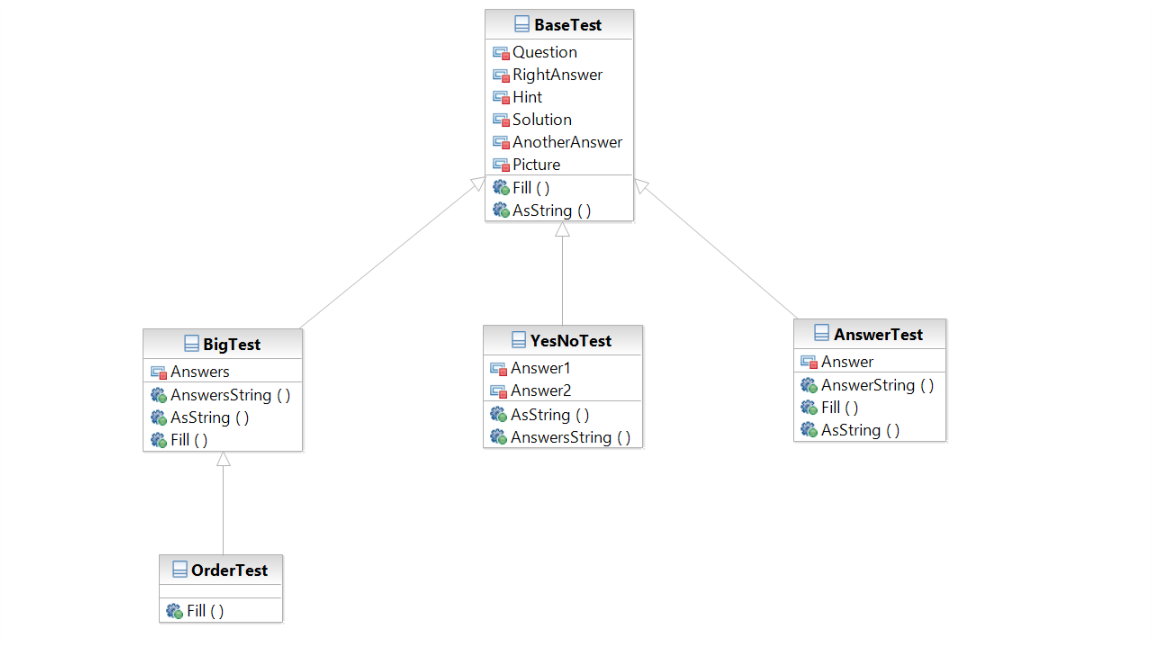 BaseTest
Question
RightAnswer
Hint
Solution
AnotherAnswer
Picture
Fill ( )
AsString ( )
BigTest
Answers
AnswersString ( )
AsString ( )
Fill ( )
YesNoTest
Answer1
Answer2
AsString ( )
AnswersString ( )
AnswerTest
Answer
AnswerString ( )
Fill ( )
AsString ( )
OrderTest
Fill ( )